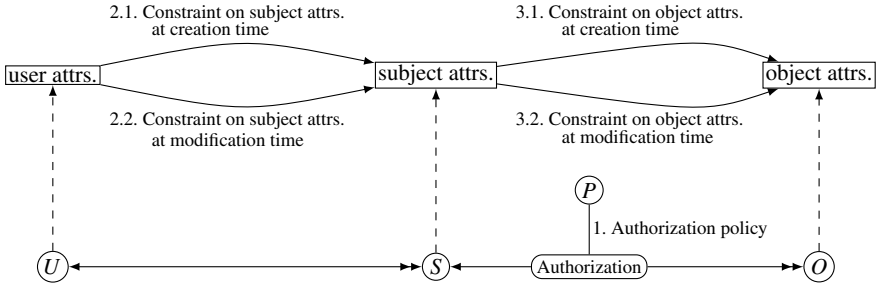 2.1. Constraint on subject attrs.
at creation time
3.1. Constraint on object attrs.
at creation time
user attrs.
subject attrs.
object attrs.
2.2. Constraint on subject attrs.
at modification time
3.2. Constraint on object attrs.
at modification time
P
1. Authorization policy
U
S
Authorization
O